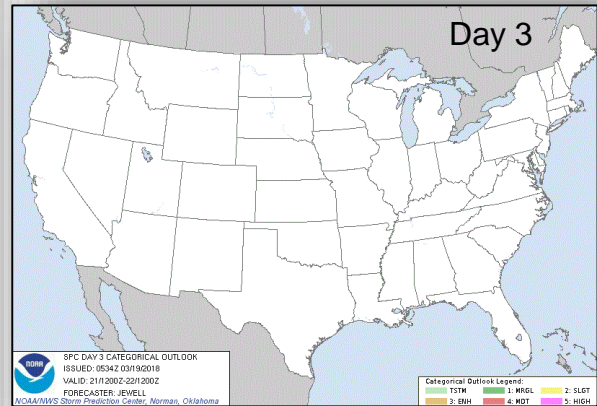 Day 3
NOAA
SPC DAY 3 CATEGORICAL OUTLOOK
ISSUED: 0534Z 03/19/2018
VALID: 21/1200Z-22/1200Z
FORECASTER: JEWELL
NOAA/NWS Storm Prediction Center, Norman, Oklahoma
Categorical Outlook Legend:
TSTM 1: MRGL 2: SLGT
3: ENH 4: MDT 5: HIGH